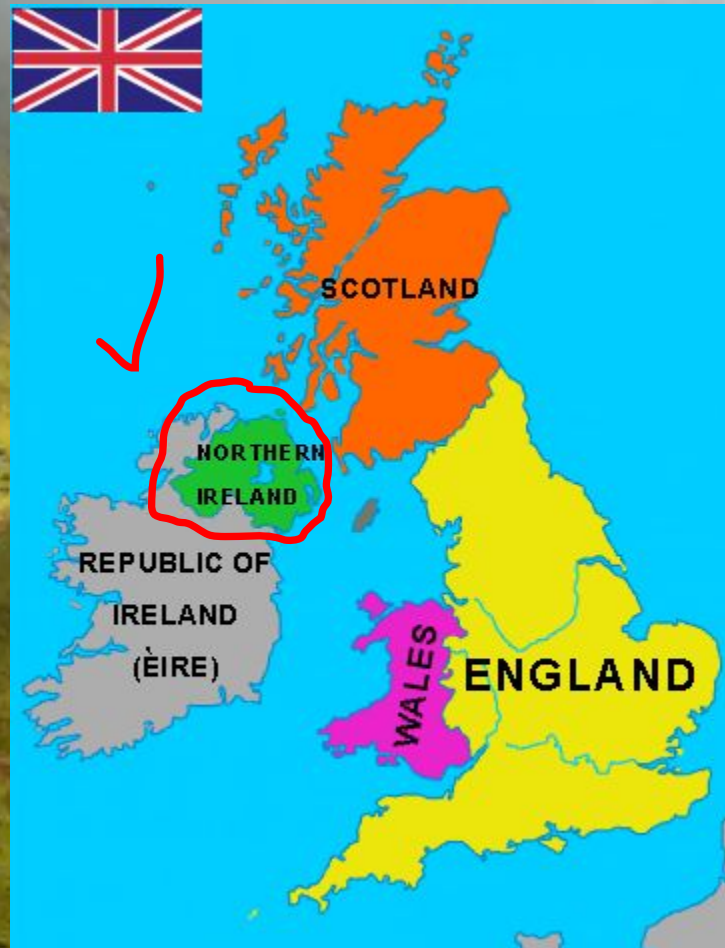 SCOTLAND
NORTHERN
IRELAND
REPUBLIC OF
IRELAND
(ÈIRE)
WALES
ENGLAND